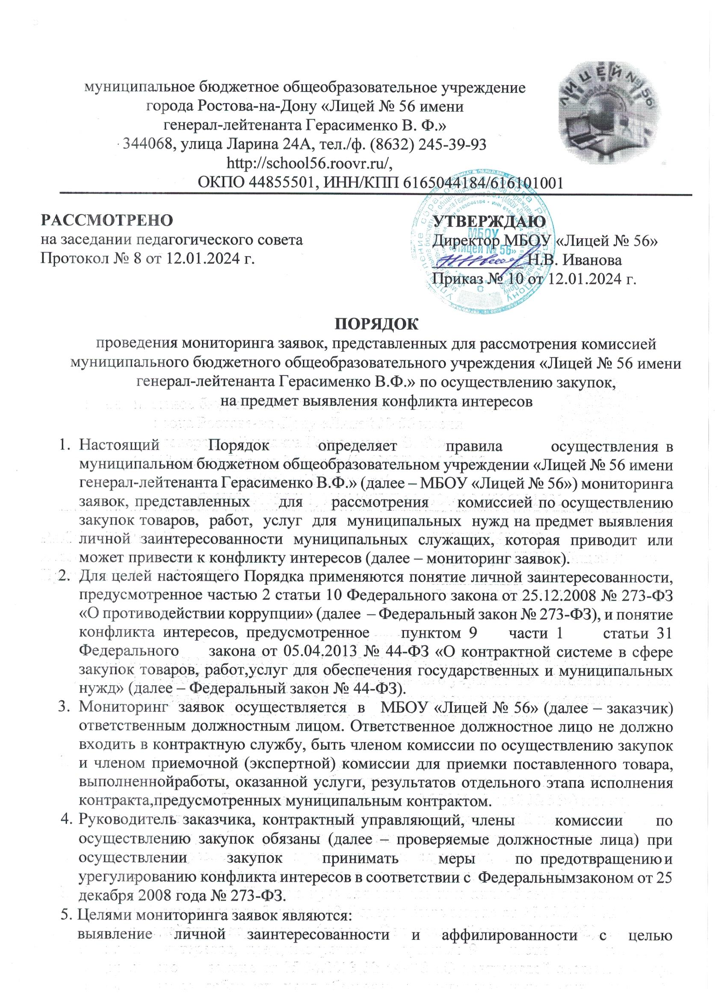 ЛИЦЕЙ № 56
муниципальное бюджетное общеобразовательное учреждение
города Ростова-на-Дону «Лицей № 56 имени
генерал-лейтенанта Герасименко В. Ф.»
344068, улица Ларина 24А, тел./ф. (8632) 245-39-93
http://school56.roovr.ru/,
ОКПО 44855501, ИНН/КПП 6165044184/616101001
РАССМОТРЕНО
на заседании педагогического совета
Протокол № 8 от 12.01.2024 г.
УТВЕРЖДАЮ
Директор МБОУ «Лицей № 56»
Н.В. Иванова
Приказ № 10 от 12.01.2024 г.
МБОУ
«Лицей № 56»
ПОРЯДОК
проведения мониторинга заявок, представленных для рассмотрения комиссией
муниципального бюджетного общеобразовательного учреждения «Лицей № 56 имени
генерал-лейтенанта Герасименко В.Ф.» по осуществлению закупок,
на предмет выявления конфликта интересов
1. Настоящий Порядок определяет правила осуществления в
муниципальном бюджетном общеобразовательном учреждении «Лицей № 56 имени
генерал-лейтенанта Герасименко В.Ф.» (далее – МБОУ «Лицей № 56») мониторинга
заявок, представленных для рассмотрения комиссией по осуществлению
закупок товаров, работ, услуг для муниципальных нужд на предмет выявления
личной заинтересованности муниципальных служащих, которая приводит или
может привести к конфликту интересов (далее – мониторинг заявок).
2. Для целей настоящего Порядка применяются понятие личной заинтересованности,
предусмотренное частью 2 статьи 10 Федерального закона от 25.12.2008 № 273-ФЗ
«О противодействии коррупции» (далее – Федеральный закон № 273-ФЗ), и понятие
конфликта интересов, предусмотренное пунктом 9 части 1 статьи 31
Федерального закона от 05.04.2013 № 44-ФЗ «О контрактной системе в сфере
закупок товаров, работ,услуг для обеспечения государственных и муниципальных
нужд» (далее – Федеральный закон № 44-ФЗ).
3. Мониторинг заявок осуществляется в МБОУ «Лицей № 56» (далее – заказчик)
ответственным должностным лицом. Ответственное должностное лицо не должно
входить в контрактную службу, быть членом комиссии по осуществлению закупок
и членом приемочной (экспертной) комиссии для приемки поставленного товара,
выполненнойработы, оказанной услуги, результатов отдельного этапа исполнения
контракта,предусмотренных муниципальным контрактом.
4. Руководитель заказчика, контрактный управляющий, члены комиссии по
осуществлению закупок обязаны (далее – проверяемые должностные лица) при
осуществлении закупок принимать меры по предотвращению и
урегулированию конфликта интересов в соответствии с Федеральнымзаконом от 25
декабря 2008 года № 273-ФЗ.
5. Целями мониторинга заявок являются:
выявление личной заинтересованности и аффилированности с целью